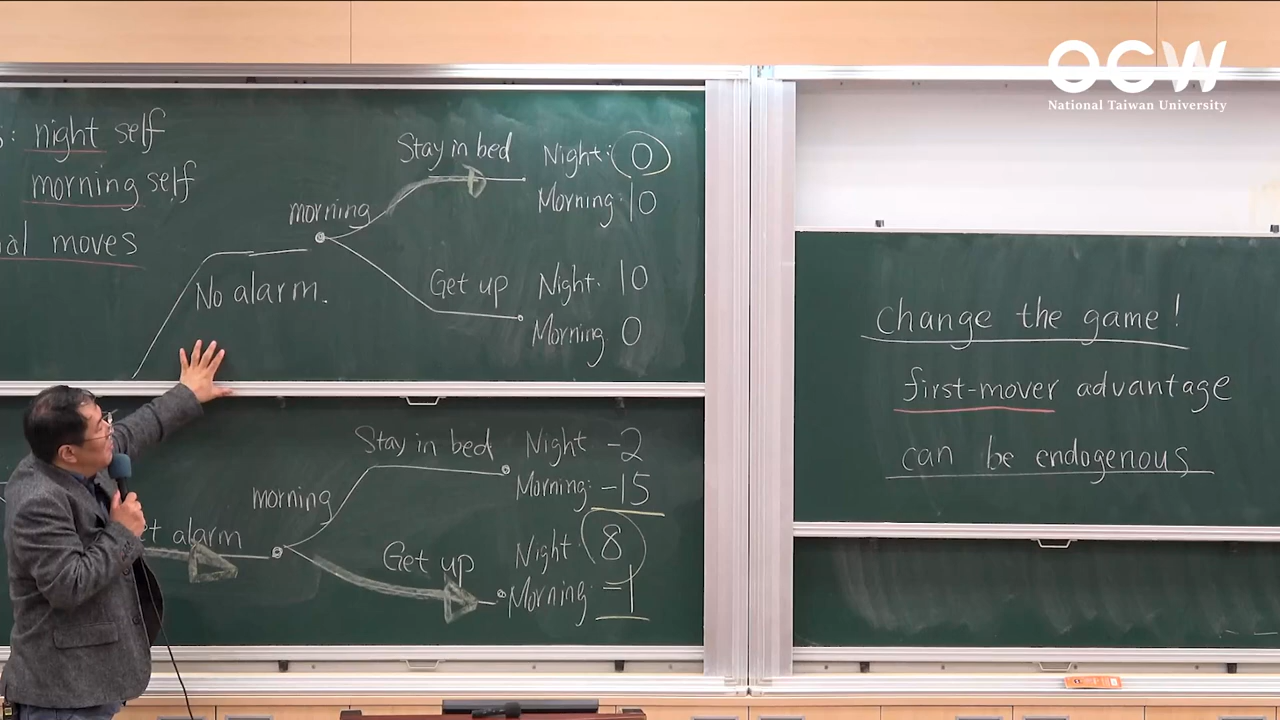 OCW
National Taiwan University
: night self
morning self
al moves
Stay in bed
Night: 0
Morning: 10
morning
No alarm.
Get up
Night: 10
Morning: 0
Stay in bed
Night -2
Morning: -15
morning
et alarm
Get up
Night 8
Morning: -1
change the game!
first-mover advantage
can be endogenous